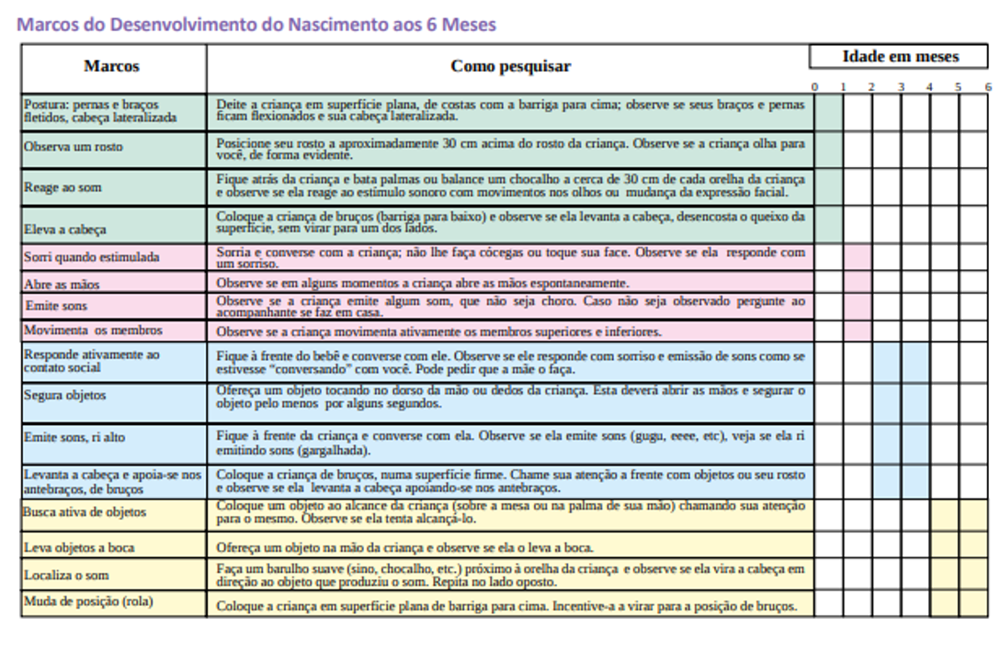 Marcos do Desenvolvimento do Nascimento aos 6 Meses
Marcos
Como pesquisar
Idade em meses
0 1 2 3 4 5 6
Postura: pernas e braços
fletidos, cabeça lateralizada
Deite a criança em superfície plana, de costas com a barriga para cima; observe se seus braços e pernas
ficam flexionados e sua cabeça lateralizada.
Observa um rosto
Posicione seu rosto a aproximadamente 30 cm acima do rosto da criança. Observe se a criança olha para
você, de forma evidente.
Reage ao som
Fique atrás da criança e bata palmas ou balance um chocalho a cerca de 30 cm de cada orelha da criança
e observe se ela reage ao estímulo sonoro com movimentos nos olhos ou mudança da expressão facial.
Eleva a cabeça
Coloque a criança de bruços (barriga para baixo) e observe se ela levanta a cabeça, desencosta o queixo da
superfície, sem virar para um dos lados.
Sorri quando estimulada
Sorria e converse com a criança; não lhe faça cócegas ou toque sua face. Observe se ela responde com
um sorriso.
Abre as mãos
Observe se em alguns momentos a criança abre as mãos espontaneamente.
Emite sons
Observe se a criança emite algum som, que não seja choro. Caso não seja observado pergunte ao
acompanhante se faz em casa.
Movimenta os membros
Observe se a criança movimenta ativamente os membros superiores e inferiores.
Responde ativamente ao
contato social
Fique à frente do bebê e converse com ele. Observe se ele responde com sorriso e emissão de sons como se
estivesse “conversando” com você. Pode pedir que a mãe o faça.
Segura objetos
Ofereça um objeto tocando no dorso da mão ou dedos da criança. Esta deverá abrir as mãos e segurar o
objeto pelo menos por alguns segundos.
Emite sons, ri alto
Fique à frente da criança e converse com ela. Observe se ela emite sons (gugu, eeee, etc), veja se ela ri
emitindo sons (gargalhada).
Levanta a cabeça e apoia-se nos
antebraços, de bruços
Coloque a criança de bruços, numa superfície firme. Chame sua atenção a frente com objetos ou seu rosto
e observe se ela levanta a cabeça apoiando-se nos antebraços.
Busca ativa de objetos
Coloque um objeto ao alcance da criança (sobre a mesa ou na palma de sua mão) chamando sua atenção
para o mesmo. Observe se ela tenta alcançá-lo.
Leva objetos a boca
Ofereça um objeto na mão da criança e observe se ela o leva a boca.
Localiza o som
Faça um barulho suave (sino, chocalho, etc.) próximo à orelha da criança e observe se ela vira a cabeça em
direção ao objeto que produziu o som. Repita no lado oposto.
Muda de posição (rola)
Coloque a criança em superfície plana de barriga para cima. Incentive-a a virar para a posição de bruços.